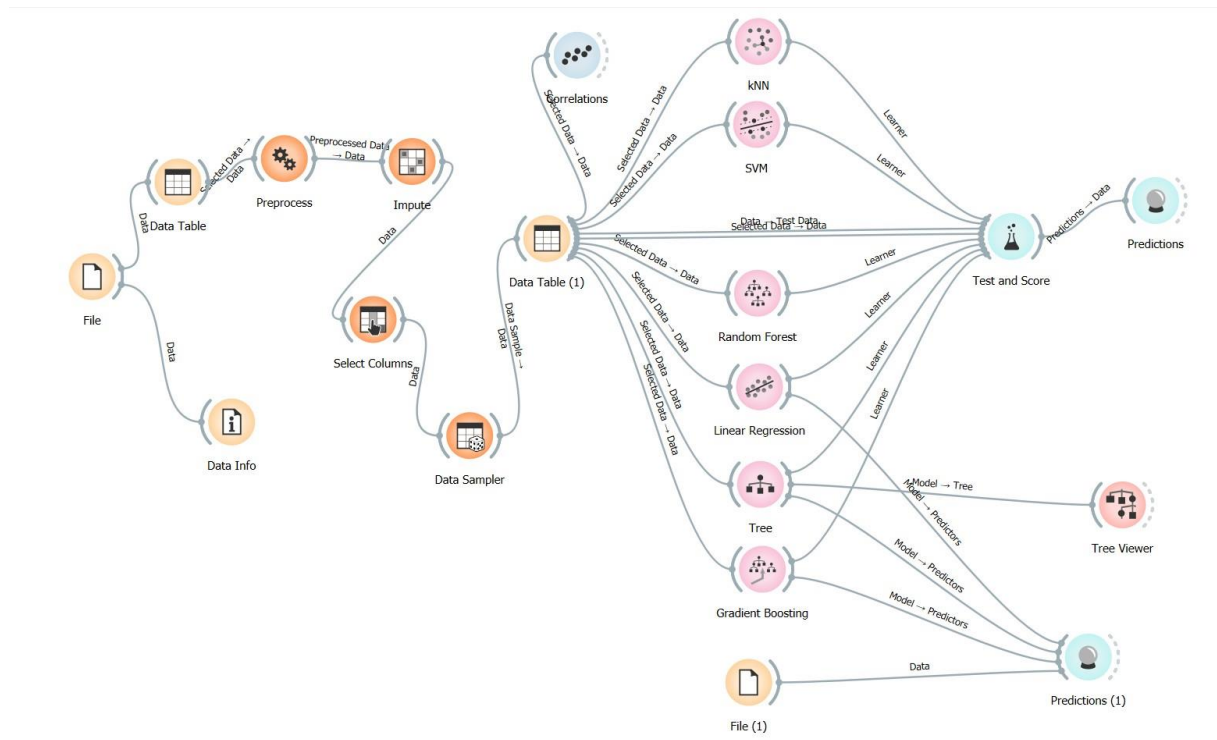 Correlations
Selected Data → Data
kNN
Selected Data → Data
Learner
SVM
Selected Data → Data
Learner
Data Table
Selected Data →
Data
Preprocess
Preprocessed Data
→ Data
Impute
Data
File
Data
Data
Data Info
Select Columns
Data
Data Sampler
Data Sample →
Data
Data Table (1)
Data → Test Data
Selected Data → Data
Test and Score
Predictions → Data
Predictions
Selected Data → Data
Learner
Random Forest
Selected Data → Data
Learner
Linear Regression
Selected Data → Data
Learner
Tree
Selected Data → Data
Learner
Gradient Boosting
Model → Tree
Tree Viewer
Model → Predictors
Model → Predictors
Model → Predictors
File (1)
Data
Predictions (1)